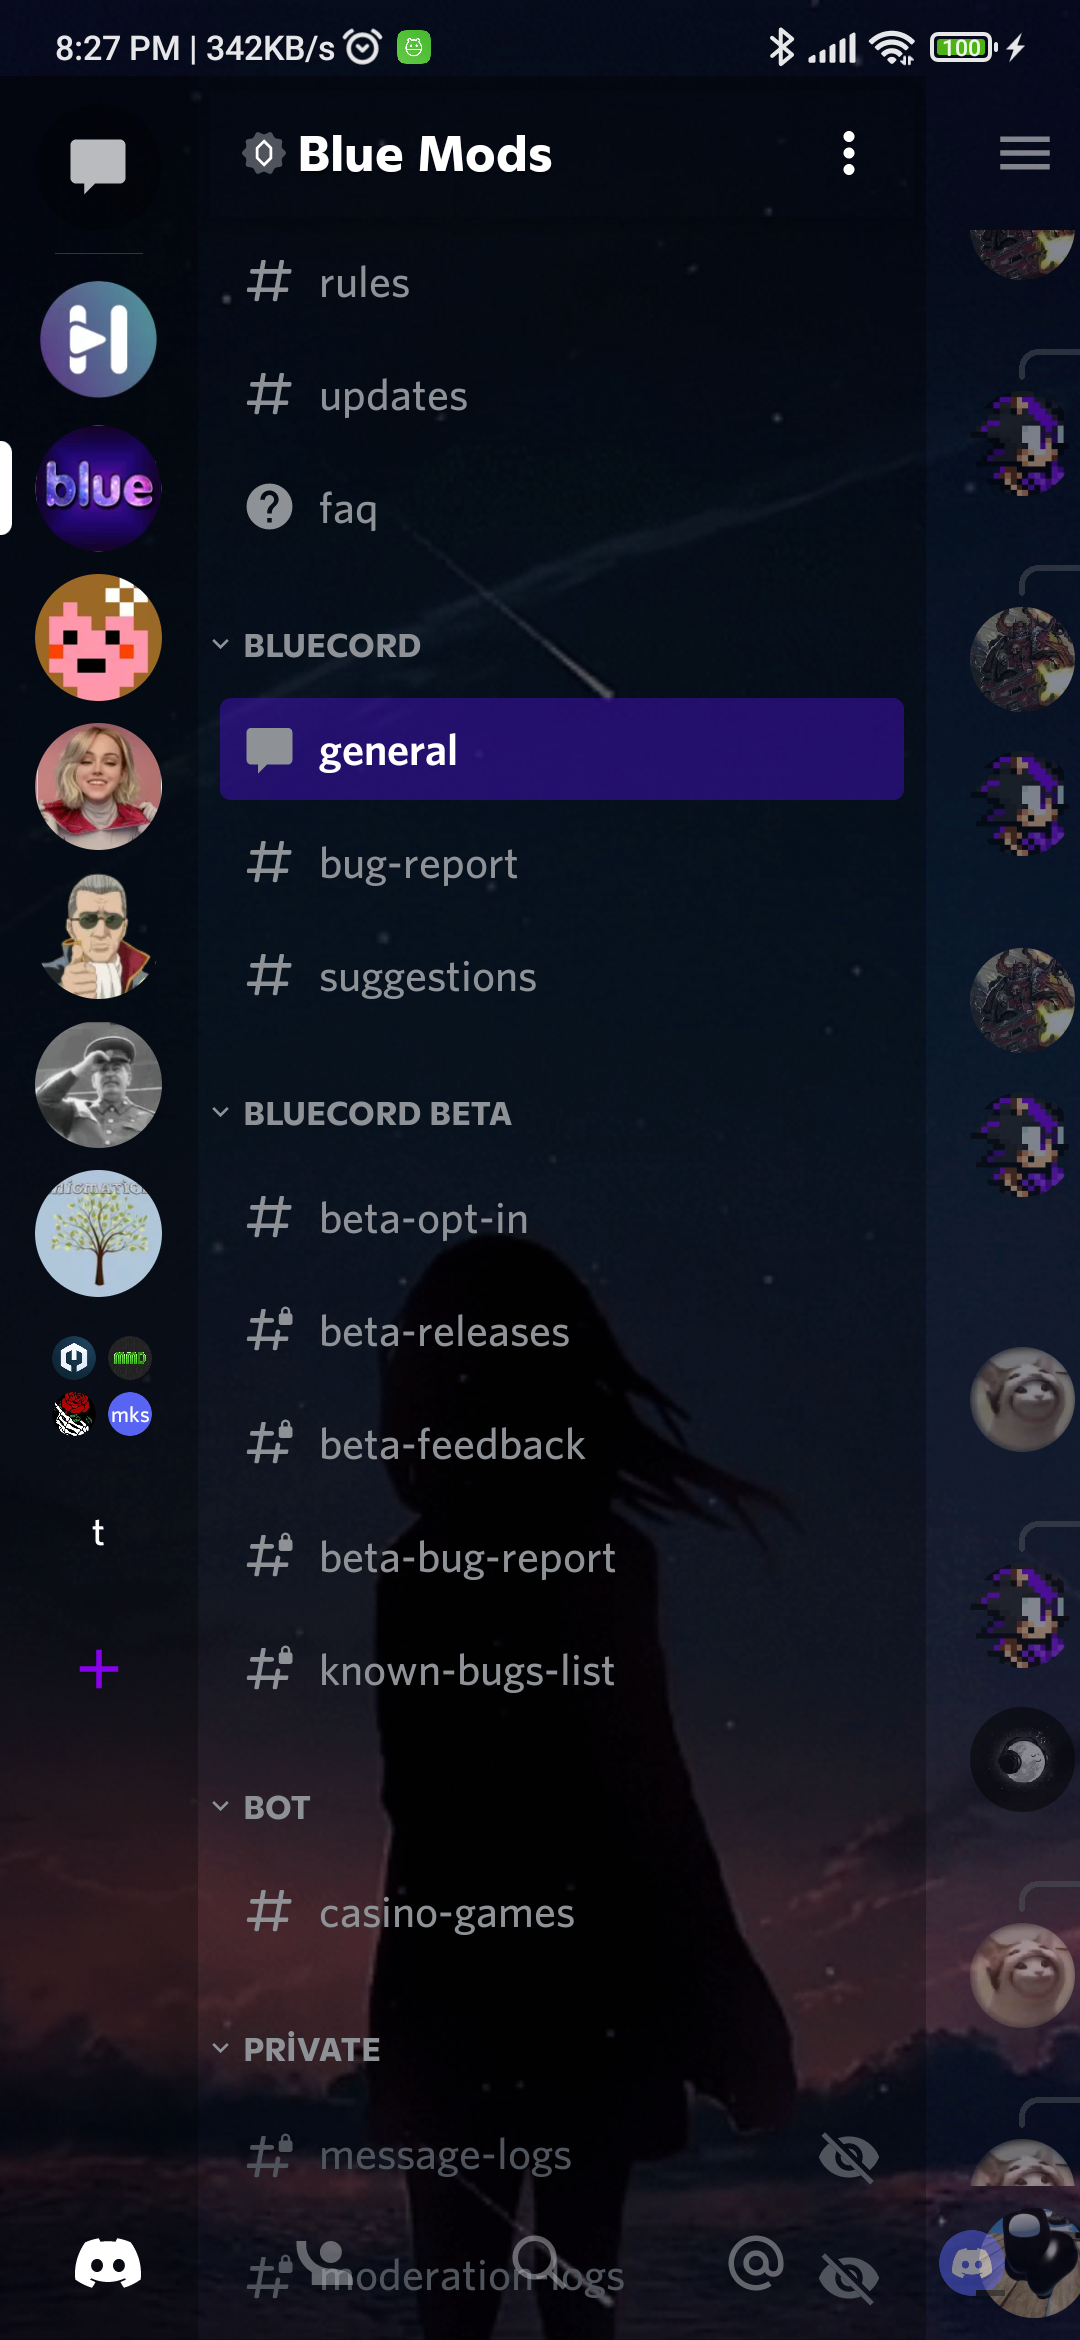 8:27 PM | 342KB/s
100
Blue Mods
rules
updates
blue
faq
BLUECORD
general
bug-report
suggestions
BLUECORD BETA
beta-opt-in
beta-releases
mmd
mks
beta-feedback
t
beta-bug-report
known-bugs-list
BOT
casino-games
PRİVATE
message-logs
moderation-logs